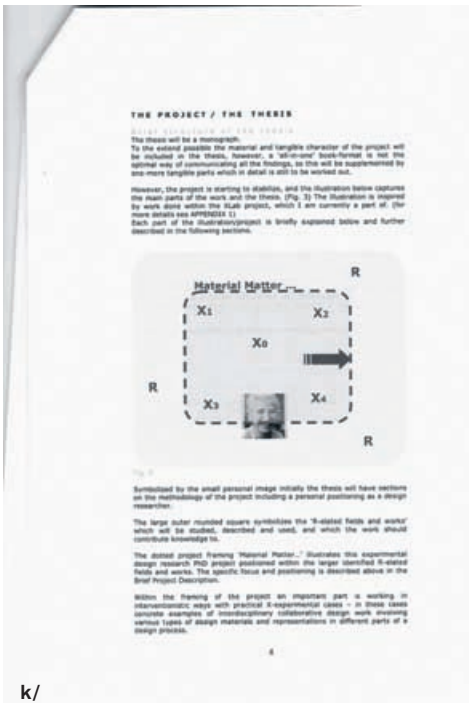 THE PROJECT / THE THESIS
Brief structure of the thesis
The thesis will be a monograph.
To the extend possible the material and tangible character of the project will
be included in the thesis, however, a 'all-in-one' book-format is not the
optimal way of communicating all the findings, so this will be supplemented by
one-more tangible parts which in detail is still to be worked out.
However, the project is starting to stabilize, and the illustration below captures
the main parts of the work and the thesis. (Fig. 3) The illustration is inspired
by work done within the XLab project, which I am currently a part of. (for
more details see APPENDIX 1)
Each part of the illustration/project is briefly explained below and further
described in the following sections.
R
Material Matter ...
X1 X2
X0
R
X3 X4
R
Symbolized by the small personal image initially the thesis will have sections
on the methodology of the project including a personal positioning as a design
researcher.
The large outer rounded square symbolizes the 'R-elated fields and works'
which will be studied, described and used, and which the work should
contribute knowledge to.
The dotted project framing 'Material Matter...' illustrates this experimental
design research PhD project positioned within the larger identified R-elated
fields and works. The specific focus and positioning is described above in the
Brief Project Description.
Within the framing of the project an important part is working in
interventionistic ways with practical X-experimental cases – in these cases
concrete examples of interdisciplinary collaborative design work involving
various types of design materials and representations in different parts of a
design process.
4
k/